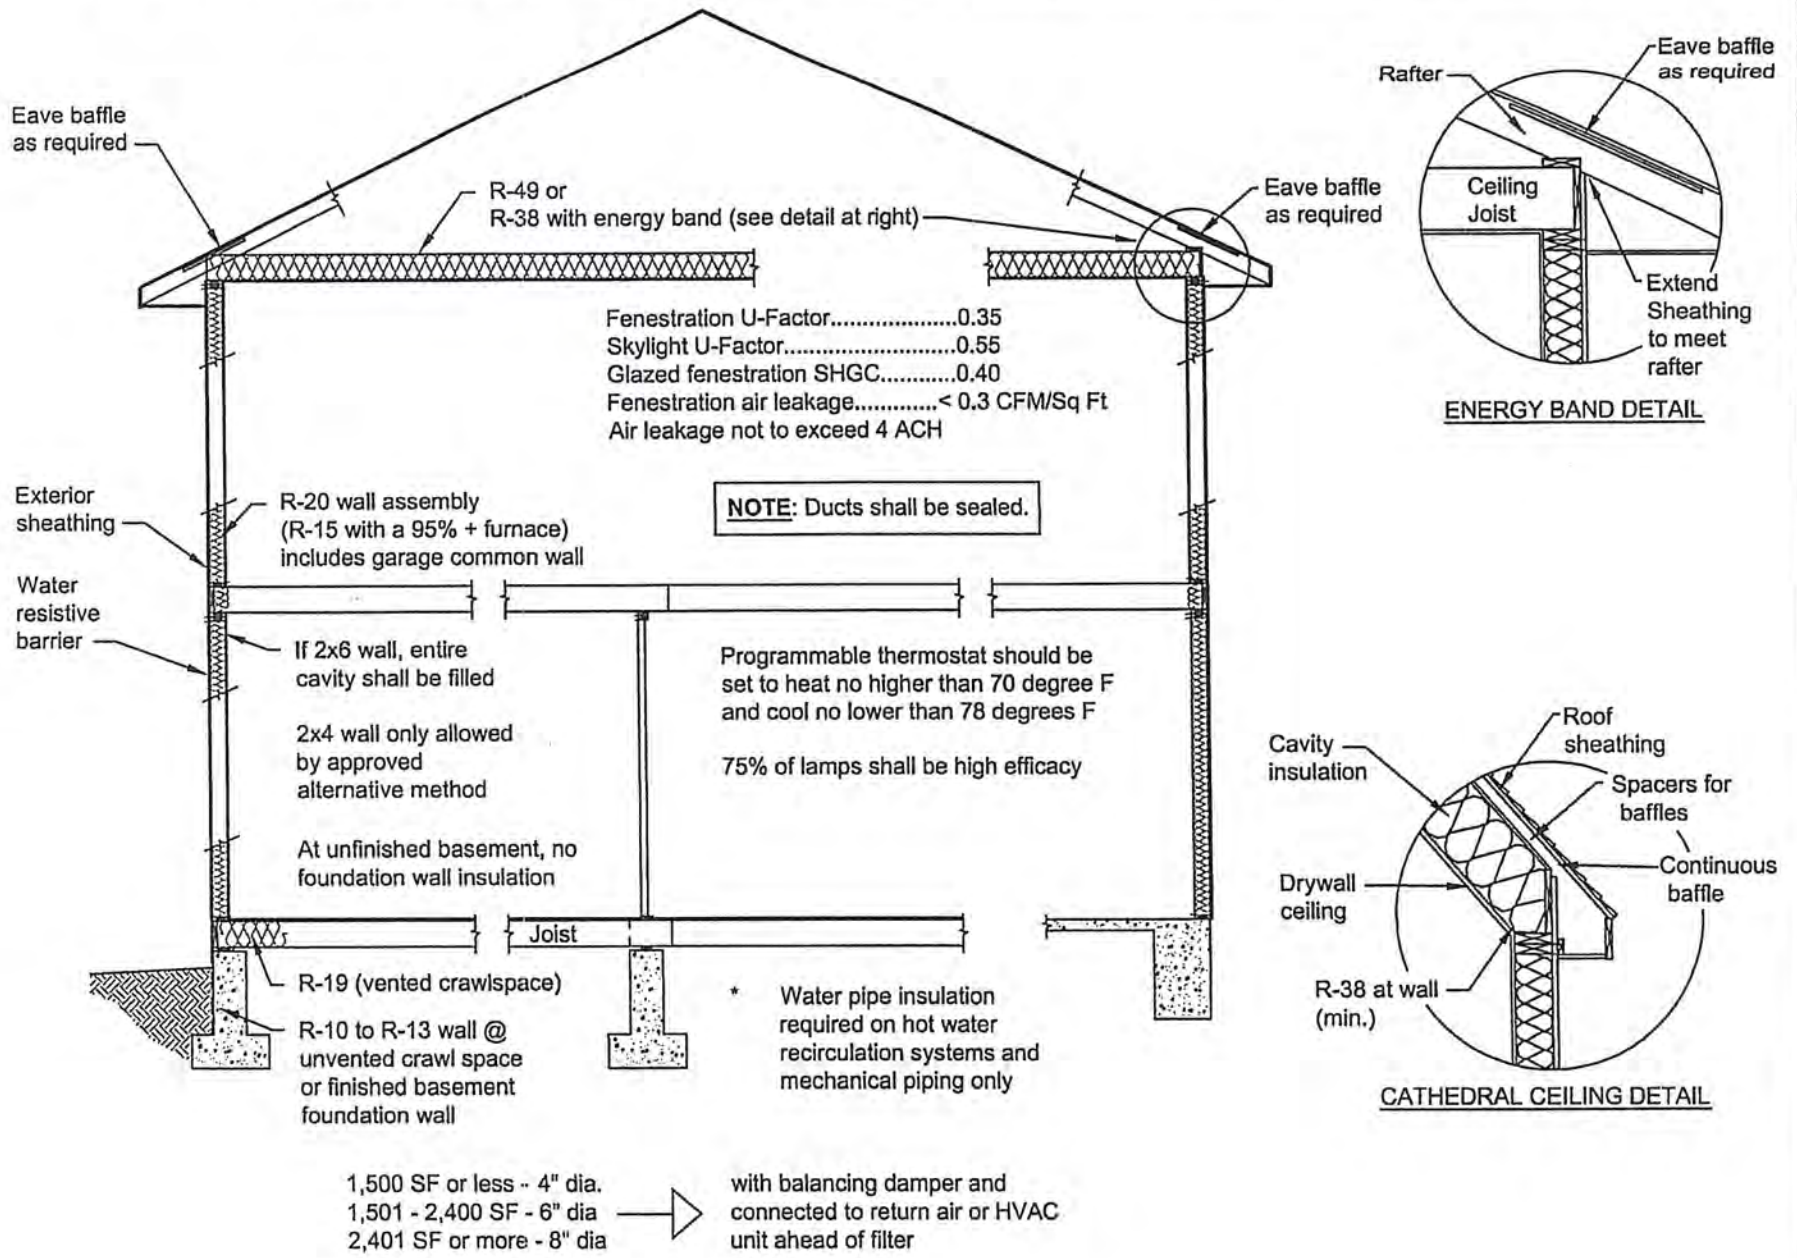 Eave baffle
as required
R-49 or
R-38 with energy band (see detail at right)
Eave baffle
as required
Fenestration U-Factor....................0.35
Skylight U-Factor...........................0.55
Glazed fenestration SHGC............0.40
Fenestration air leakage.............< 0.3 CFM/Sq Ft
Air leakage not to exceed 4 ACH
NOTE: Ducts shall be sealed.
Exterior
sheathing
R-20 wall assembly
(R-15 with a 95% + furnace)
includes garage common wall
Water
resistive
barrier
If 2x6 wall, entire
cavity shall be filled
2x4 wall only allowed
by approved
alternative method
At unfinished basement, no
foundation wall insulation
Programmable thermostat should be
set to heat no higher than 70 degree F
and cool no lower than 78 degrees F
75% of lamps shall be high efficacy
Joist
R-19 (vented crawlspace)
R-10 to R-13 wall @
unvented crawl space
or finished basement
foundation wall
* Water pipe insulation
required on hot water
recirculation systems and
mechanical piping only
1,500 SF or less - 4" dia.
1,501 - 2,400 SF - 6" dia
2,401 SF or more - 8" dia
with balancing damper and
connected to return air or HVAC
unit ahead of filter
Rafter
Eave baffle
as required
Ceiling
Joist
Extend
Sheathing
to meet
rafter
ENERGY BAND DETAIL
Roof
sheathing
Cavity
insulation
Spacers for
baffles
Continuous
baffle
Drywall
ceiling
R-38 at wall
(min.)
CATHEDRAL CEILING DETAIL